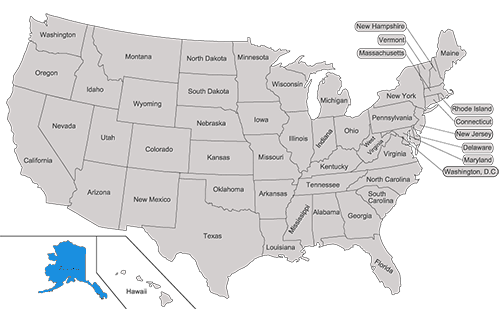 New Hampshire
Vermont
Massachusetts
Washington
Montana
North Dakota
Minnesota
Maine
Oregon
Idaho
Wyoming
South Dakota
Wisconsin
Michigan
New York
Rhode Island
Connecticut
New Jersey
Delaware
Maryland
Washington, D.C
Nevada
Utah
Colorado
Nebraska
Iowa
Illinois
Indiana
Ohio
Pennsylvania
West
Virginia
Virginia
California
Kansas
Missouri
Kentucky
Arizona
New Mexico
Oklahoma
Arkansas
Tennessee
North Carolina
South
Carolina
Texas
Louisiana
Mississippi
Alabama
Georgia
Florida
Hawaii